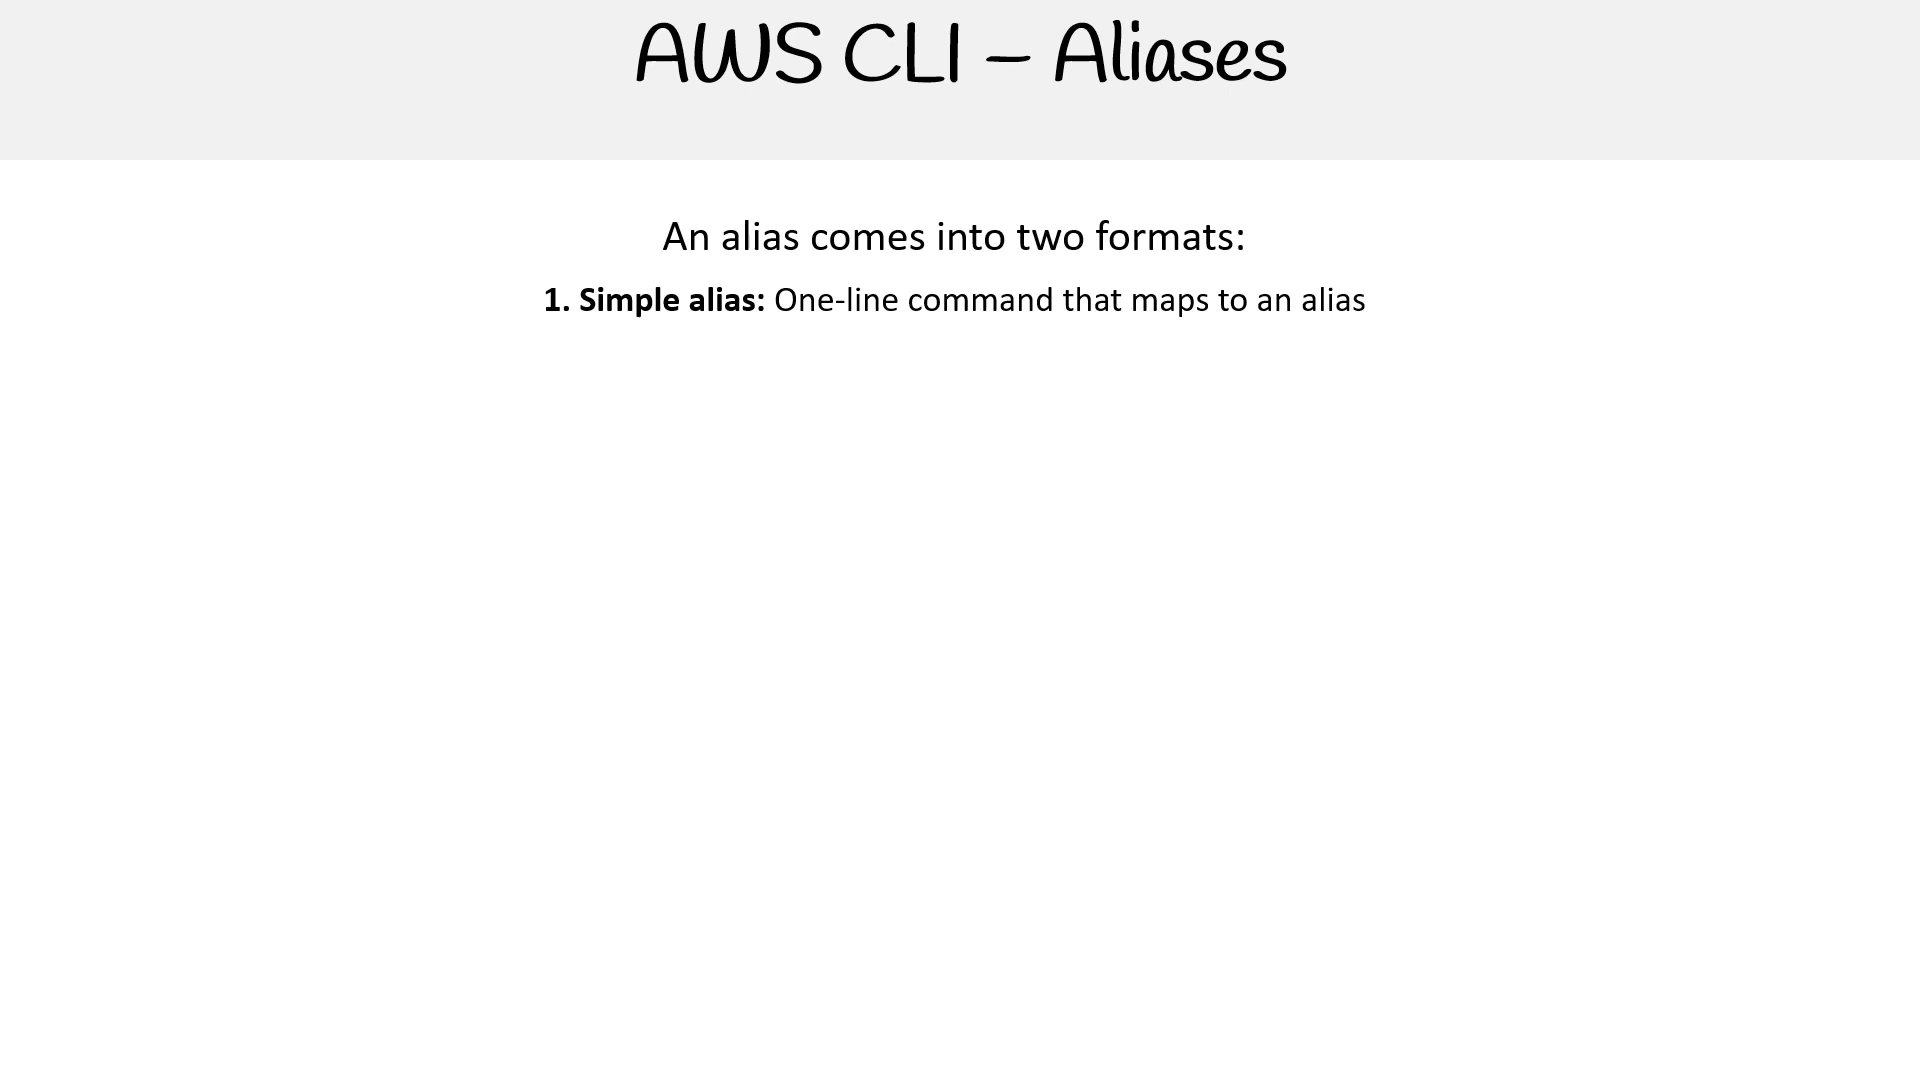 AWS CLI – Aliases
An alias comes into two formats:
1. Simple alias: One-line command that maps to an alias